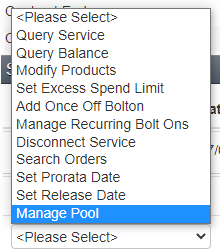 <Please Select>
Query Service
Query Balance
Modify Products
Set Excess Spend Limit
Add Once Off Bolton
Manage Recurring Bolt Ons
Disconnect Service
Search Orders
Set Prorata Date
Set Release Date
Manage Pool
<Please Select>